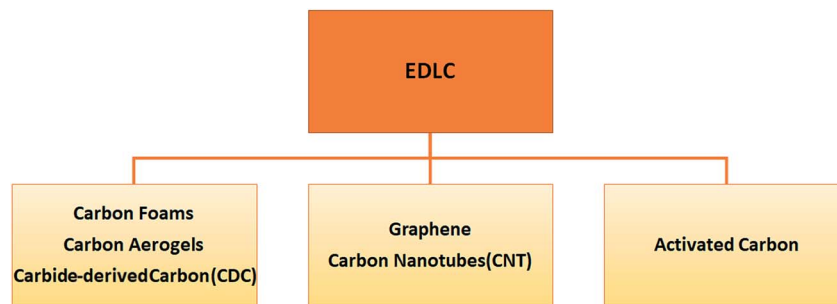 EDLC
Carbon Foams
Carbon Aerogels
Carbide-derivedCarbon(CDC)
Graphene
Carbon Nanotubes(CNT)
Activated Carbon